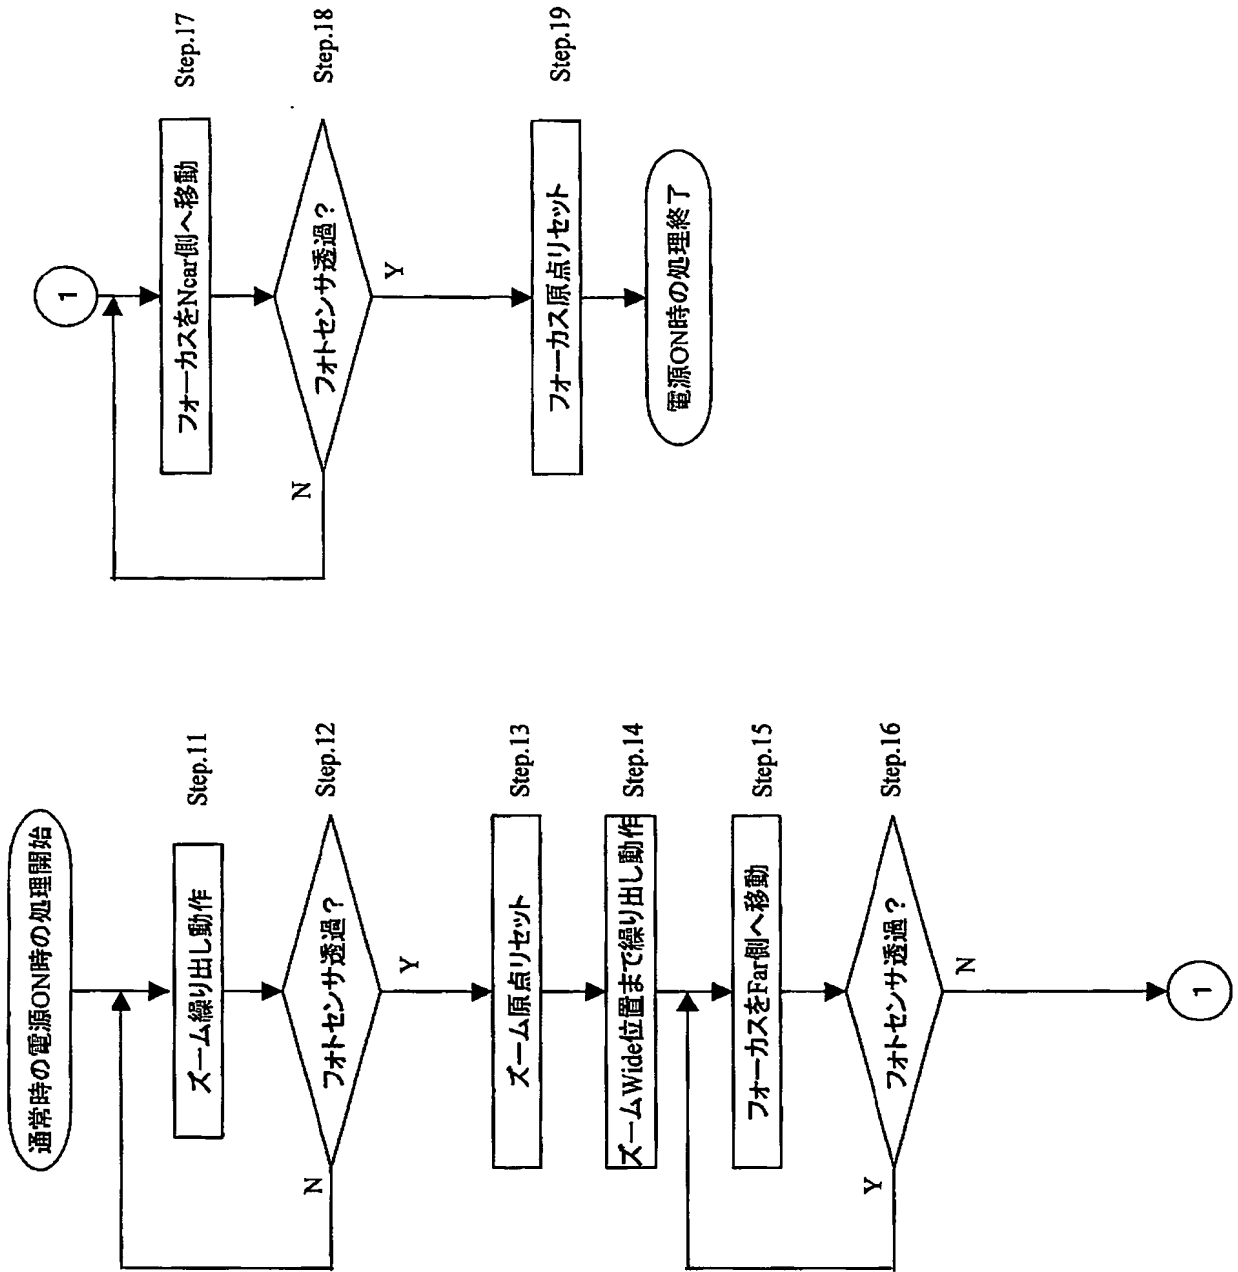 通常時の電源ON時の処理開始
ズーム繰り出し動作
Step.11
フォトセンサ透過？
Step.12
N
Y
ズーム原点リセット
Step.13
ズームWide位置まで繰り出し動作
Step.14
フォーカスをFar側へ移動
Step.15
フォトセンサ透過？
Step.16
Y
N
1
1
フォーカスをNcar側へ移動
Step.17
フォトセンサ透過？
Step.18
N
Y
フォーカス原点リセット
Step.19
電源ON時の処理終了